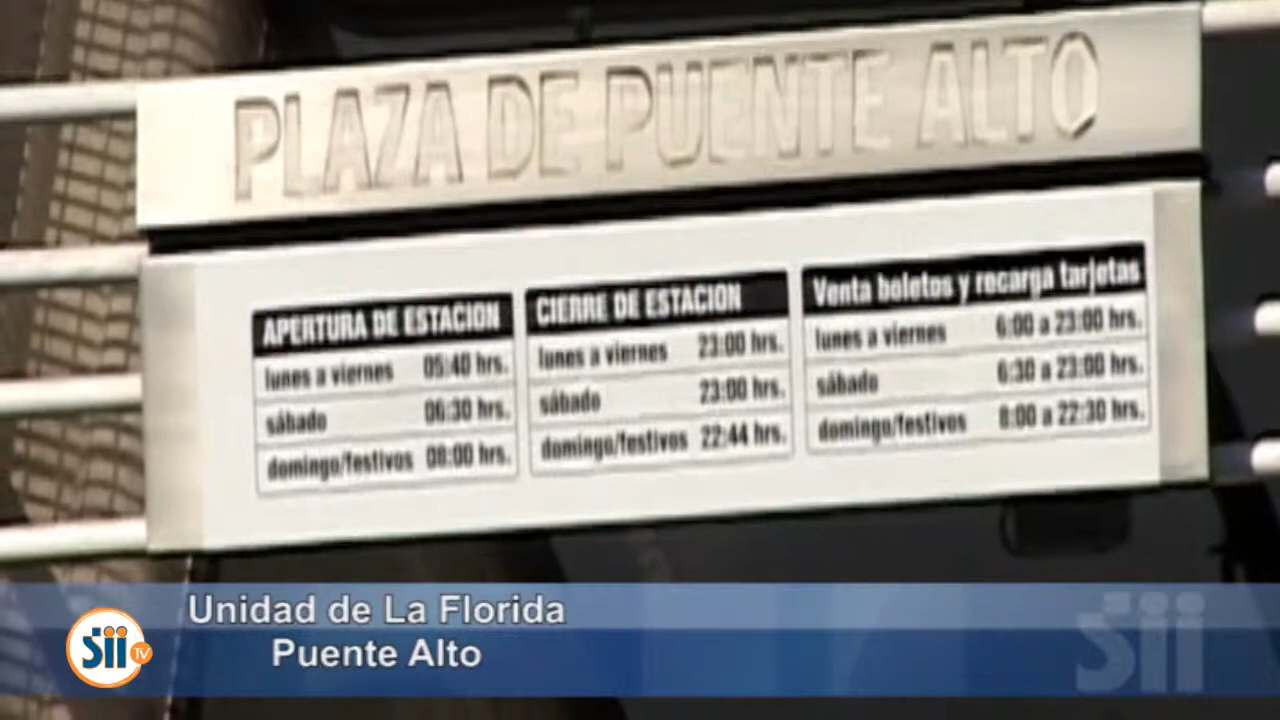 PLAZA DE PUENTE ALTO
APERTURA DE ESTACION
lunes a viernes 05:40 hrs.
sábado 06:30 hrs.
domingo/festivos 08:00 hrs.
CIERRE DE ESTACION
lunes a viernes 23:00 hrs.
sábado 23:00 hrs.
domingo/festivos 22:44 hrs.
Venta boletos y recarga tarjetas
lunes a viernes 6:00 a 23:00 hrs.
sábado 6:30 a 23:00 hrs.
domingo/festivos 8:00 a 22:30 hrs.
Unidad de La Florida
Puente Alto
Sii TV
Sii